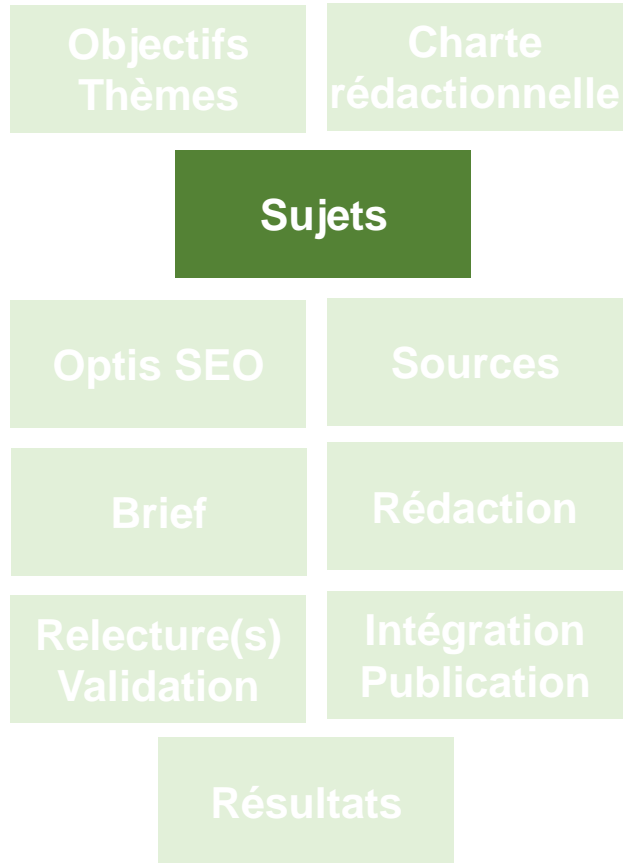 Objectifs
Thèmes
Charte
rédactionnelle
Sujets
Optis SEO
Sources
Brief
Rédaction
Relecture(s)
Validation
Intégration
Publication
Résultats